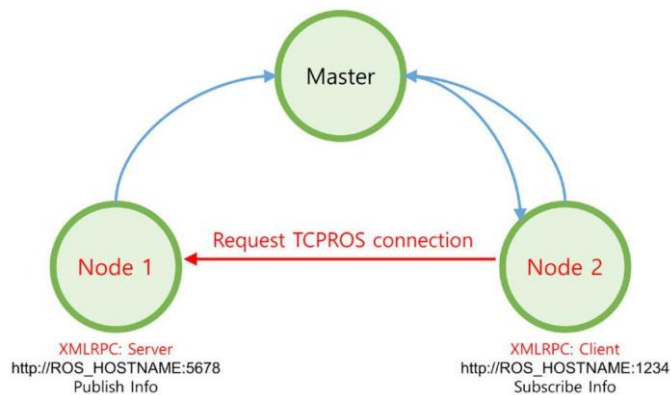 Master
Request TCPROS connection
Node 1
Node 2
XMLRPC: Server
http://ROS_HOSTNAME:5678
Publish Info
XMLRPC: Client
http://ROS_HOSTNAME:1234
Subscribe Info